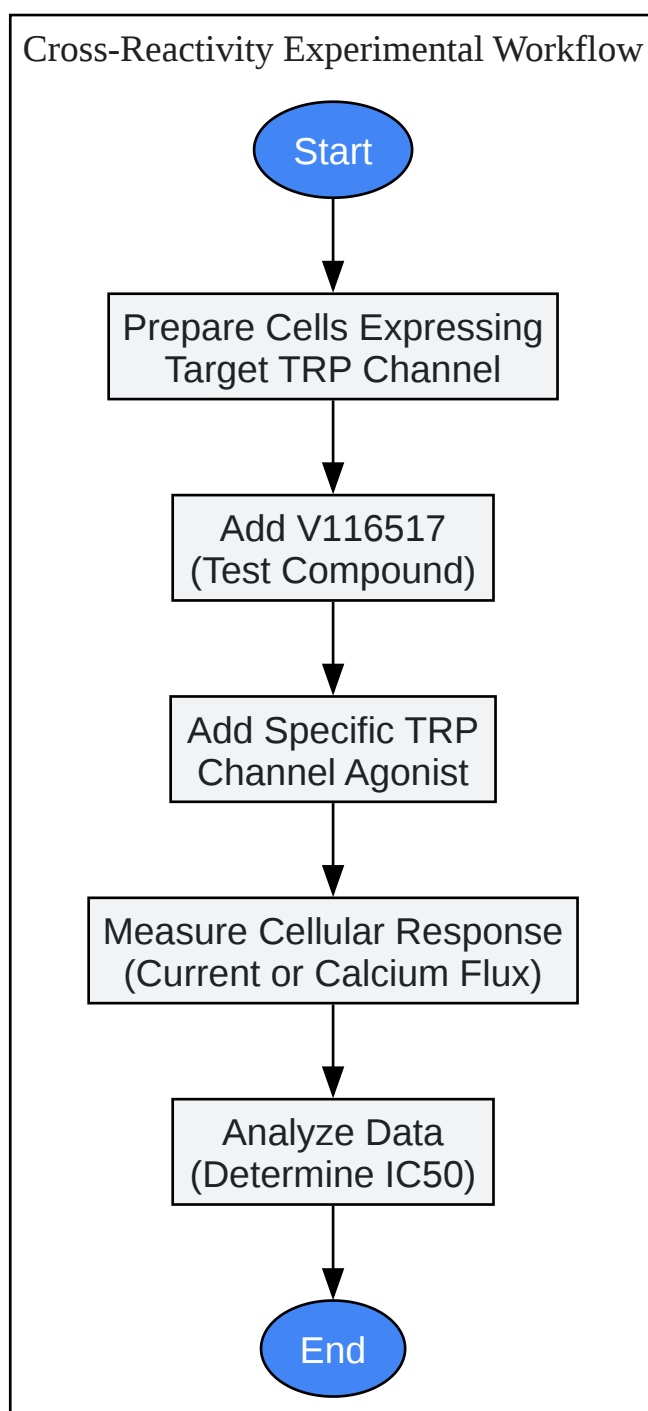 Cross-Reactivity Experimental Workflow
Start
Prepare Cells Expressing
Target TRP Channel
Add V116517
(Test Compound)
Add Specific TRP
Channel Agonist
Measure Cellular Response
(Current or Calcium Flux)
Analyze Data
(Determine IC50)
End